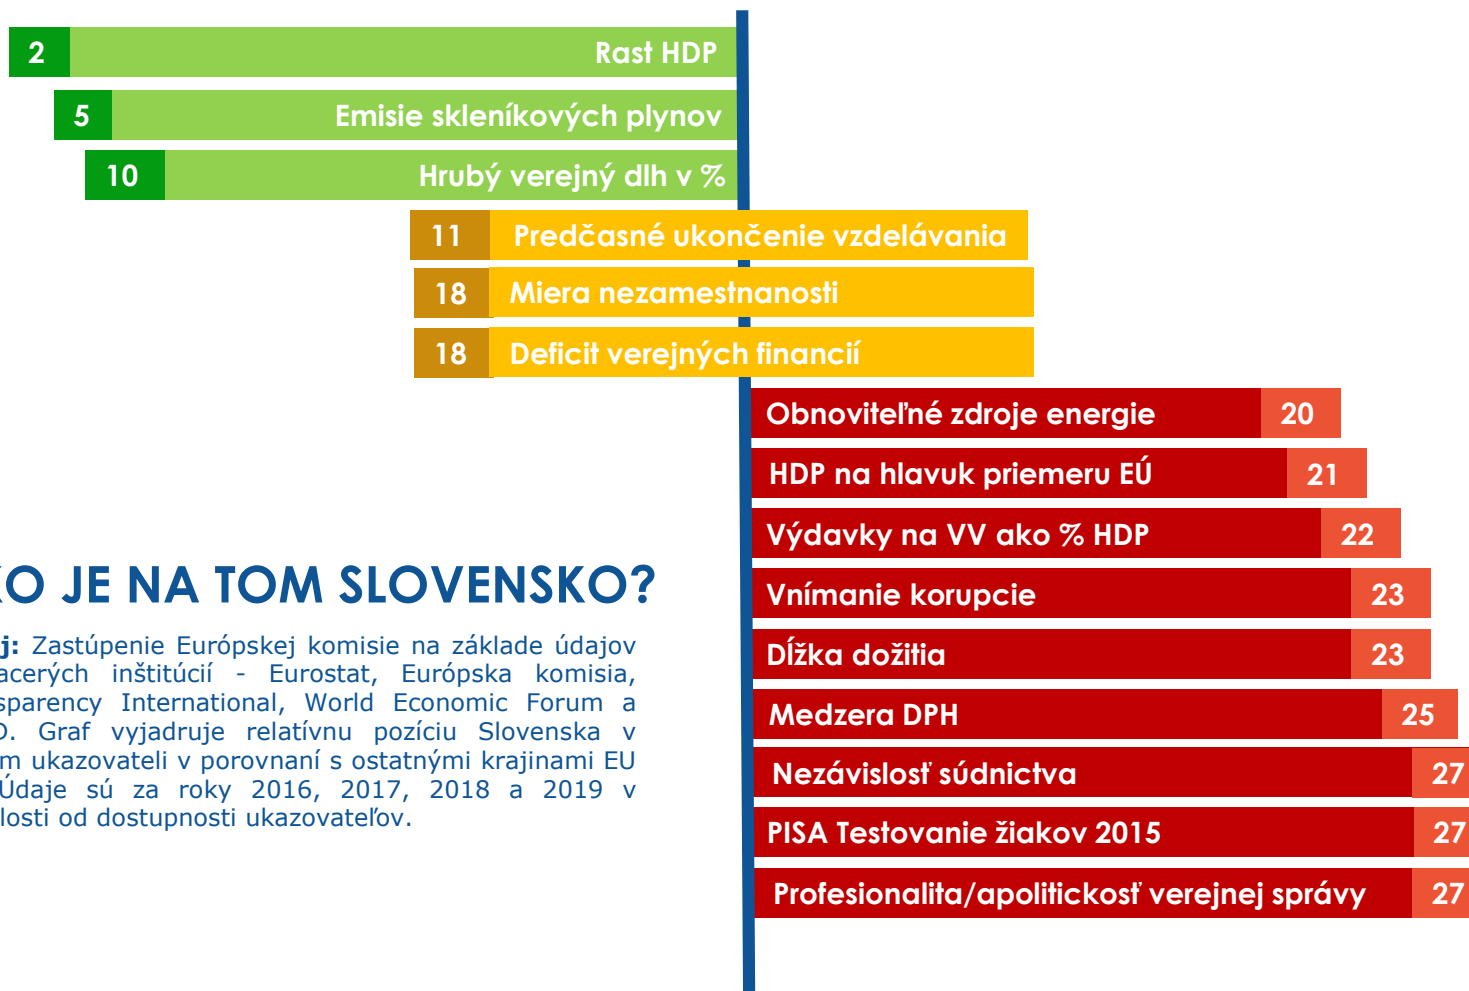 2 Rast HDP
5 Emisie skleníkových plynov
10 Hrubý verejný dlh v %
11 Predčasné ukončenie vzdelávania
18 Miera nezamestnanosti
18 Deficit verejných financií
Obnoviteľné zdroje energie 20
HDP na hlavuk priemeru EÚ 21
Výdavky na VV ako % HDP 22
Vnímanie korupcie 23
Dĺžka dožitia 23
Medzera DPH 25
Nezávislosť súdnictva 27
PISA Testovanie žiakov 2015 27
Profesionalita/apolitickosť verejnej správy 27
KO JE NA TOM SLOVENSKO?
j: Zastúpenie Európskej komisie na základe údajov
acerých inštitúcií - Eurostat, Európska komisia,
sparency International, World Economic Forum a
D. Graf vyjadruje relatívnu pozíciu Slovenska v
m ukazovateli v porovnaní s ostatnými krajinami EU
Údaje sú za roky 2016, 2017, 2018 a 2019 v
losti od dostupnosti ukazovateľov.